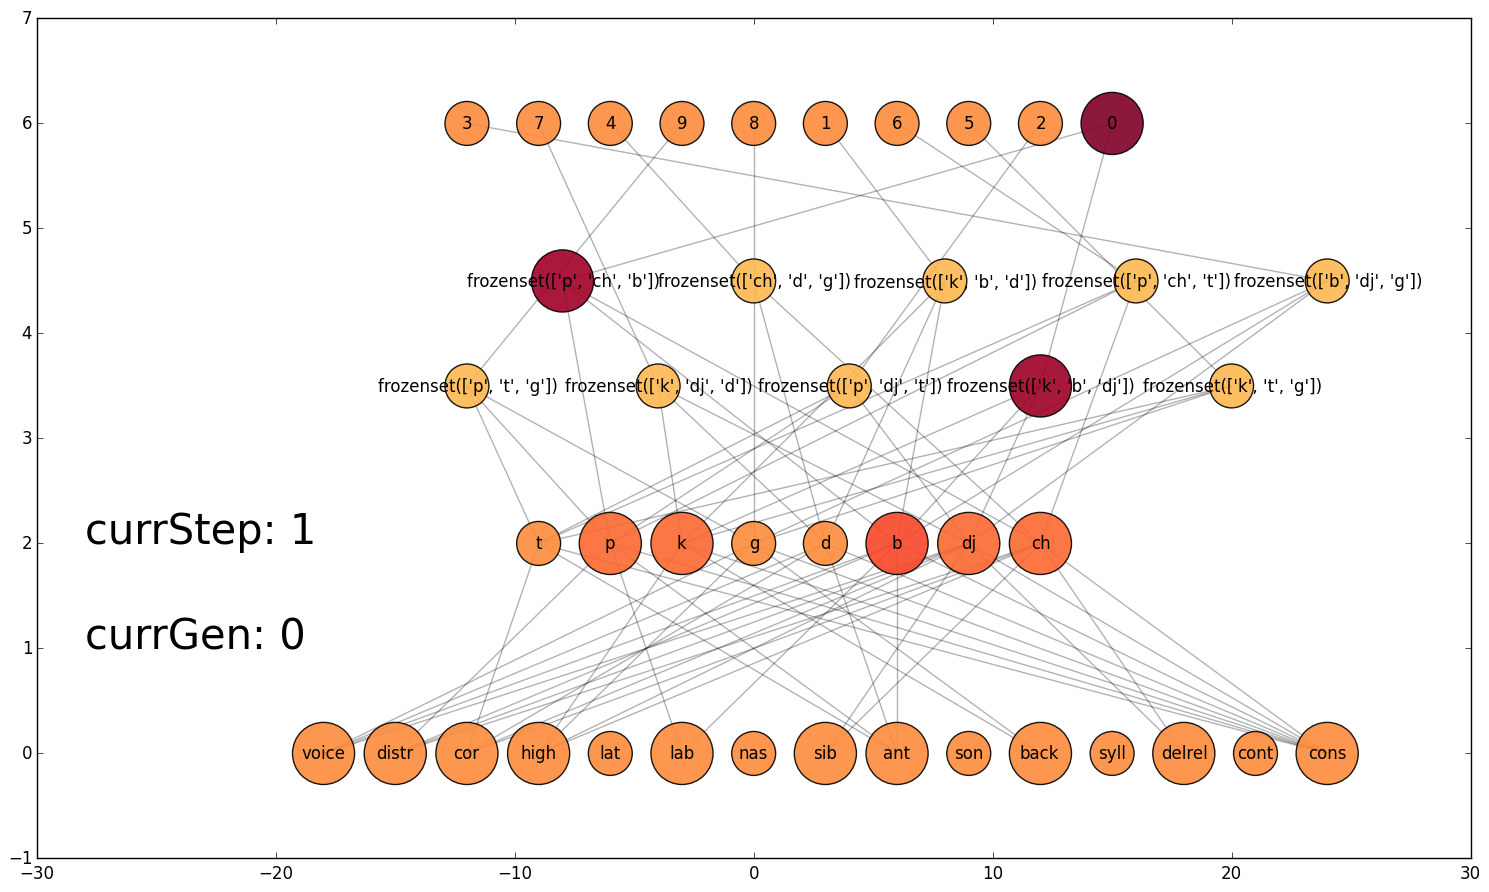 7
6
3 7 4 9 8 1 6 5 2 0
5
frozenset(['p', 'ch', 'b']) frozenset(['ch', 'd', 'g']) frozenset(['k', 'b', 'd']) frozenset(['p', 'ch', 't']) frozenset(['b', 'dj', 'g'])
4
frozenset(['p', 't', 'g']) frozenset(['k', 'dj', 'd']) frozenset(['p', 'dj', 't']) frozenset(['k', 'b', 'dj']) frozenset(['k', 't', 'g'])
3
currStep: 1
2
t p k g d b dj ch
currGen: 0
1
0
voice distr cor high lat lab nas sib ant son back syll delrel cont cons
−1
−30 −20 −10 0 10 20 30